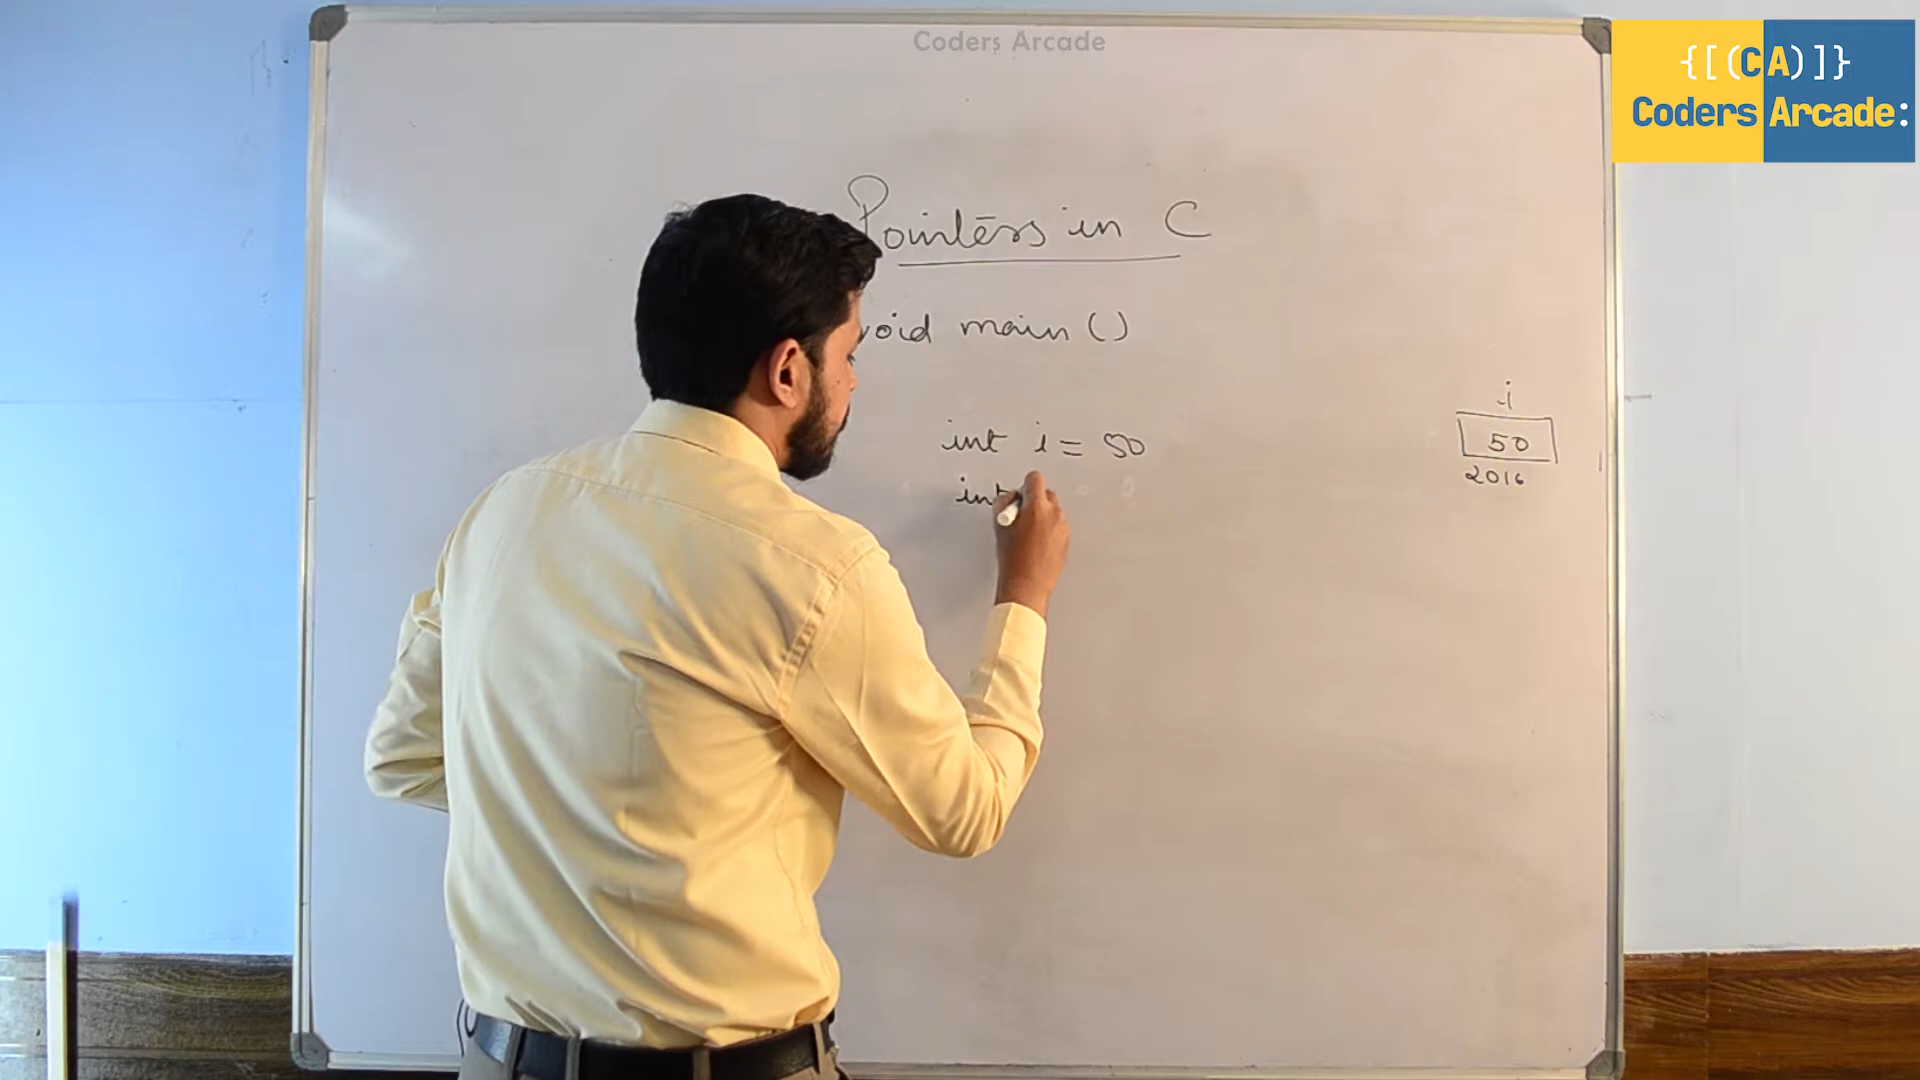 Coders Arcade
{[(CA)]}
Coders Arcade:
Pointers in C
void main ()
int i = 50
int
i
50
2016